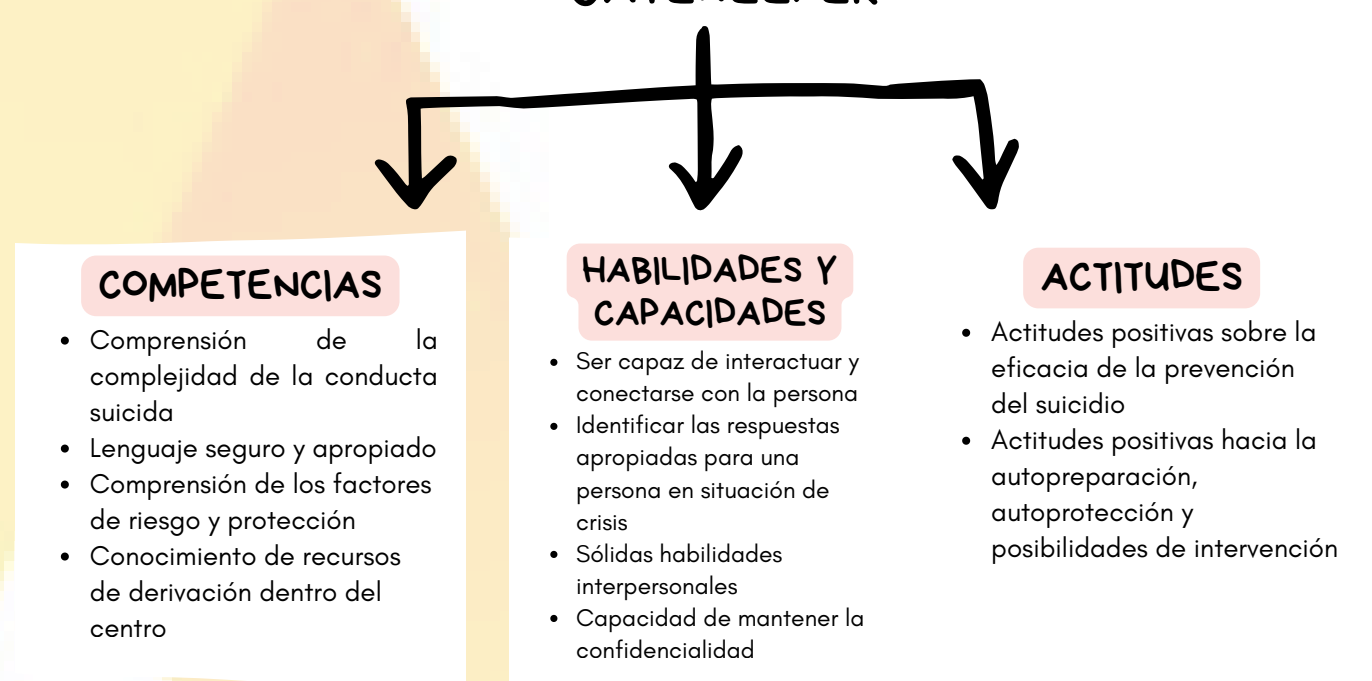 COMPETENCIAS
• Comprensión de la
complejidad de la conducta
suicida
• Lenguaje seguro y apropiado
• Comprensión de los factores
de riesgo y protección
• Conocimiento de recursos
de derivación dentro del
centro
HABILIDADES Y
CAPACIDADES
• Ser capaz de interactuar y
conectarse con la persona
• Identificar las respuestas
apropiadas para una
persona en situación de
crisis
• Sólidas habilidades
interpersonales
• Capacidad de mantener la
confidencialidad
ACTITUDES
• Actitudes positivas sobre la
eficacia de la prevención
del suicidio
• Actitudes positivas hacia la
autopreparación,
autoprotección y
posibilidades de intervención